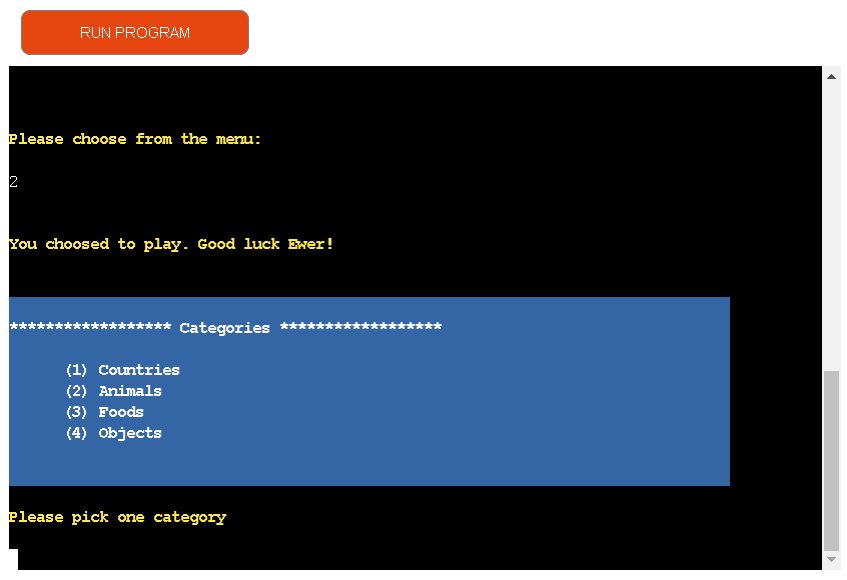 RUN PROGRAM
Please choose from the menu:
2
You choosed to play. Good luck Ewer!
****************** Categories ******************
(1) Countries
(2) Animals
(3) Foods
(4) Objects
Please pick one category